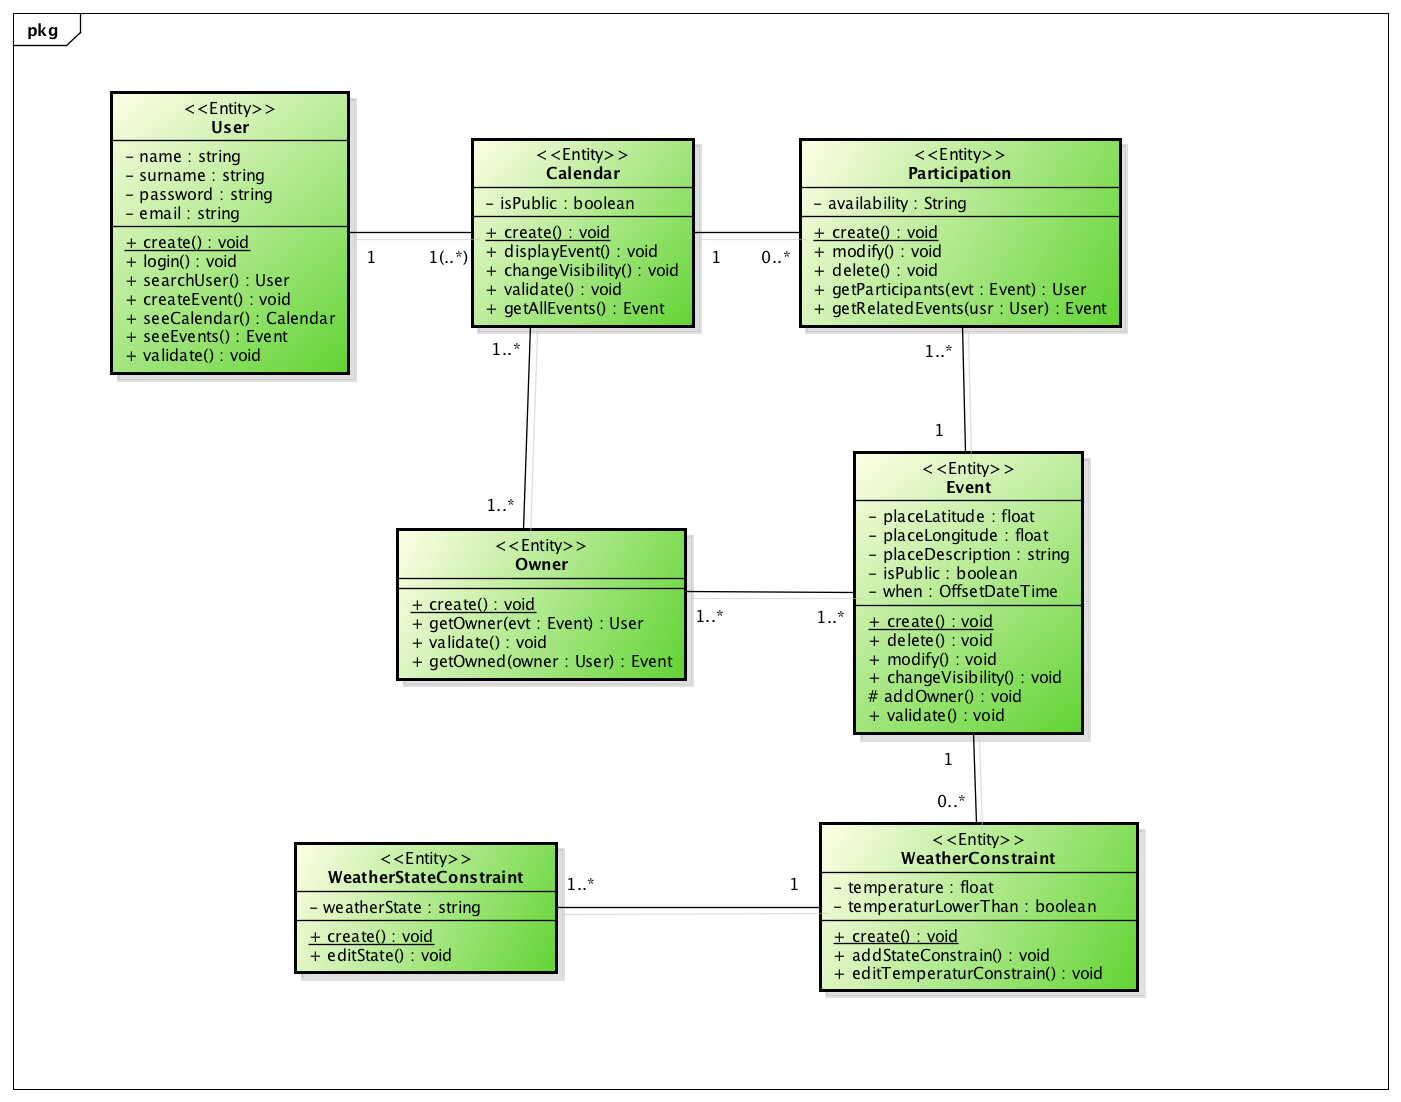 pkg
<<Entity>>
User
– name : string
– surname : string
– password : string
– email : string
+ create() : void
+ login() : void
+ searchUser() : User
+ createEvent() : void
+ seeCalendar() : Calendar
+ seeEvents() : Event
+ validate() : void
1
1(..*)
<<Entity>>
Calendar
– isPublic : boolean
+ create() : void
+ displayEvent() : void
+ changeVisibility() : void
+ validate() : void
+ getAllEvents() : Event
1
0..*
<<Entity>>
Participation
– availability : String
+ create() : void
+ modify() : void
+ delete() : void
+ getParticipants(evt : Event) : User
+ getRelatedEvents(usr : User) : Event
1..*
1..*
1..*
1
<<Entity>>
Owner
+ create() : void
+ getOwner(evt : Event) : User
+ validate() : void
+ getOwned(owner : User) : Event
1..*
1..*
<<Entity>>
Event
– placeLatitude : float
– placeLongitude : float
– placeDescription : string
– isPublic : boolean
– when : OffsetDateTime
+ create() : void
+ delete() : void
+ modify() : void
+ changeVisibility() : void
# addOwner() : void
+ validate() : void
1
0..*
<<Entity>>
WeatherStateConstraint
– weatherState : string
+ create() : void
+ editState() : void
1..*
1
<<Entity>>
WeatherConstraint
– temperature : float
– temperaturLowerThan : boolean
+ create() : void
+ addStateConstrain() : void
+ editTemperaturConstrain() : void